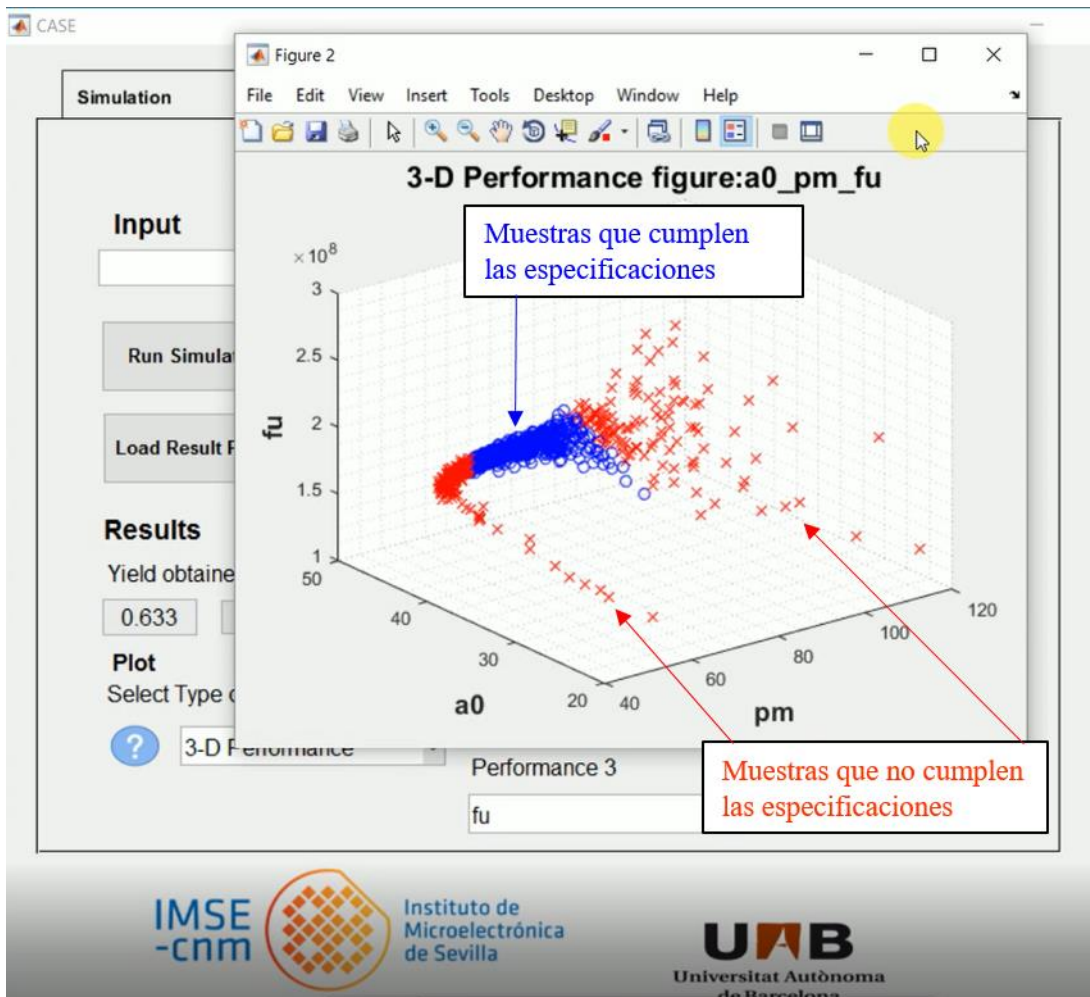 CASE
Figure 2
File Edit View Insert Tools Desktop Window Help
Simulation
3-D Performance figure:a0_pm_fu
Muestras que cumplen
las especificaciones
Input
×10^8
3
2.5
2
1.5
1
fu
50
40
30
20
a0
40
60
80
100
120
pm
Run Simula
Load Result F
Results
Yield obtaine
0.633
Plot
Select Type
? 3-D Performance
Performance 3
fu
Muestras que no cumplen
las especificaciones
IMSE
-cnm
Instituto de
Microelectrónica
de Sevilla
UAB
Universitat Autònoma
de Barcelona